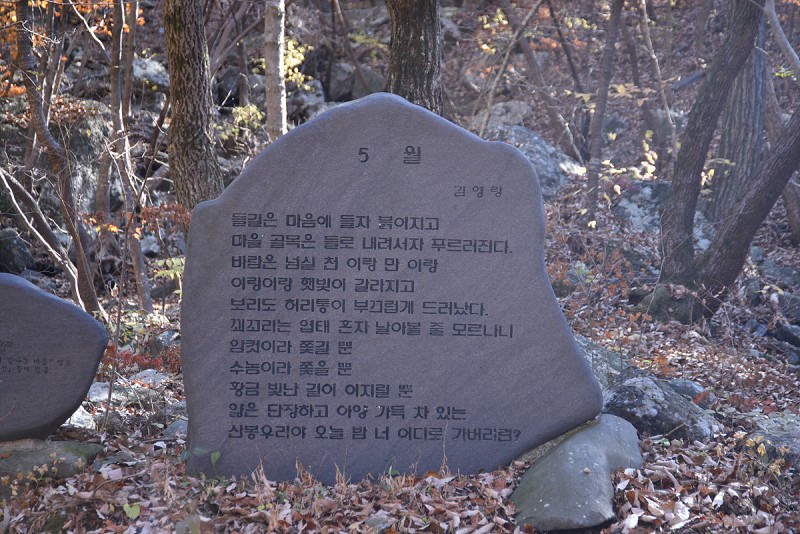 5 월
김영랑
들길은 마음에 들자 붉어지고
마을 골목은 들로 내려서자 푸르러진다.
바람은 넘실 천 이랑 만 이랑
이랑이랑 햇빛이 갈라지고
보리도 허리통이 부끄럽게 드러났다.
꾀꼬리는 엽태 혼자 날아볼 줄 모르나니
암컷이라 쫓길 뿐
수놈이라 쫓을 뿐
황금 빛난 길이 어지럴 뿐
얇은 단장하고 아양 가득 차 있는
산봉우리야 오늘 밤 너 어디로 가버리련?